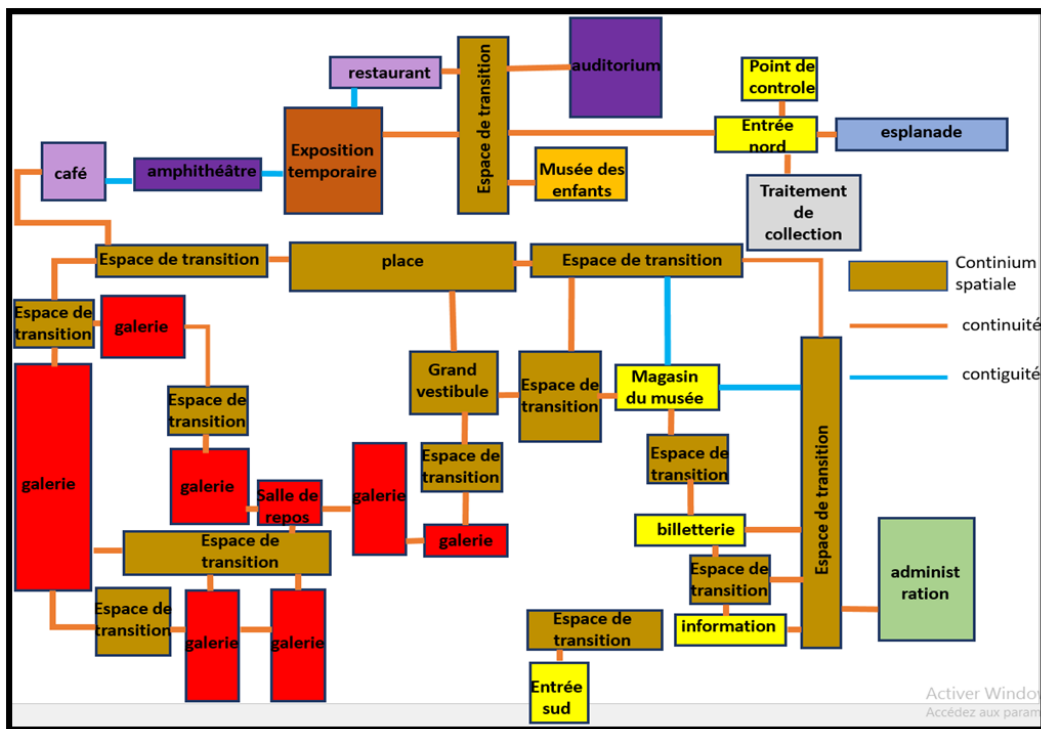 restaurant
Espace de transition
auditorium
Point de
controle
Entrée
nord
esplanade
Exposition
temporaire
café
amphithéâtre
Musée des
enfants
Traitement
de
collection
Espace de transition
place
Espace de transition
Continium
spatiale
continuité
contiguité
Espace de
transition
galerie
Grand
vestibule
Espace de
transition
Magasin
du musée
Espace de transition
Espace de
transition
galerie
galerie
Salle de
repos
galerie
Espace de
transition
galerie
Espace de
transition
billetterie
Espace de
transition
Espace de
transition
administ
ration
Espace de
transition
galerie
galerie
Espace de
transition
information
Entrée
sud
Activer Window
Accédez aux param